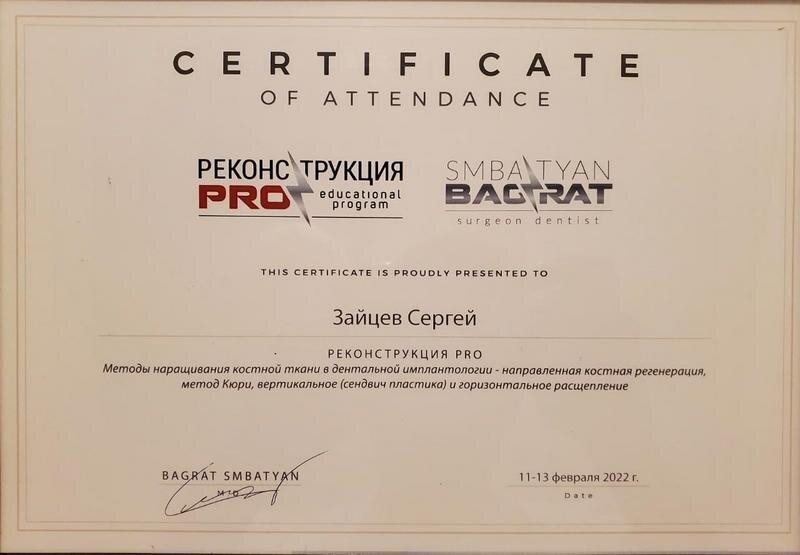 CERTIFICATE
OF ATTENDANCE
РЕКОНСТРУКЦИЯ
PRO educational
program
SMBATYAN
BAGRAT
surgeon dentist
THIS CERTIFICATE IS PROUDLY PRESENTED TO
Зайцев Сергей
РЕКОНСТРУКЦИЯ PRO
Методы наращивания костной ткани в дентальной имплантологии - направленная костная регенерация,
метод Кюри, вертикальное (сендвич пластика) и горизонтальное расщепление
BAGRAT SMBATYAN
11-13 февраля 2022 г.
Date